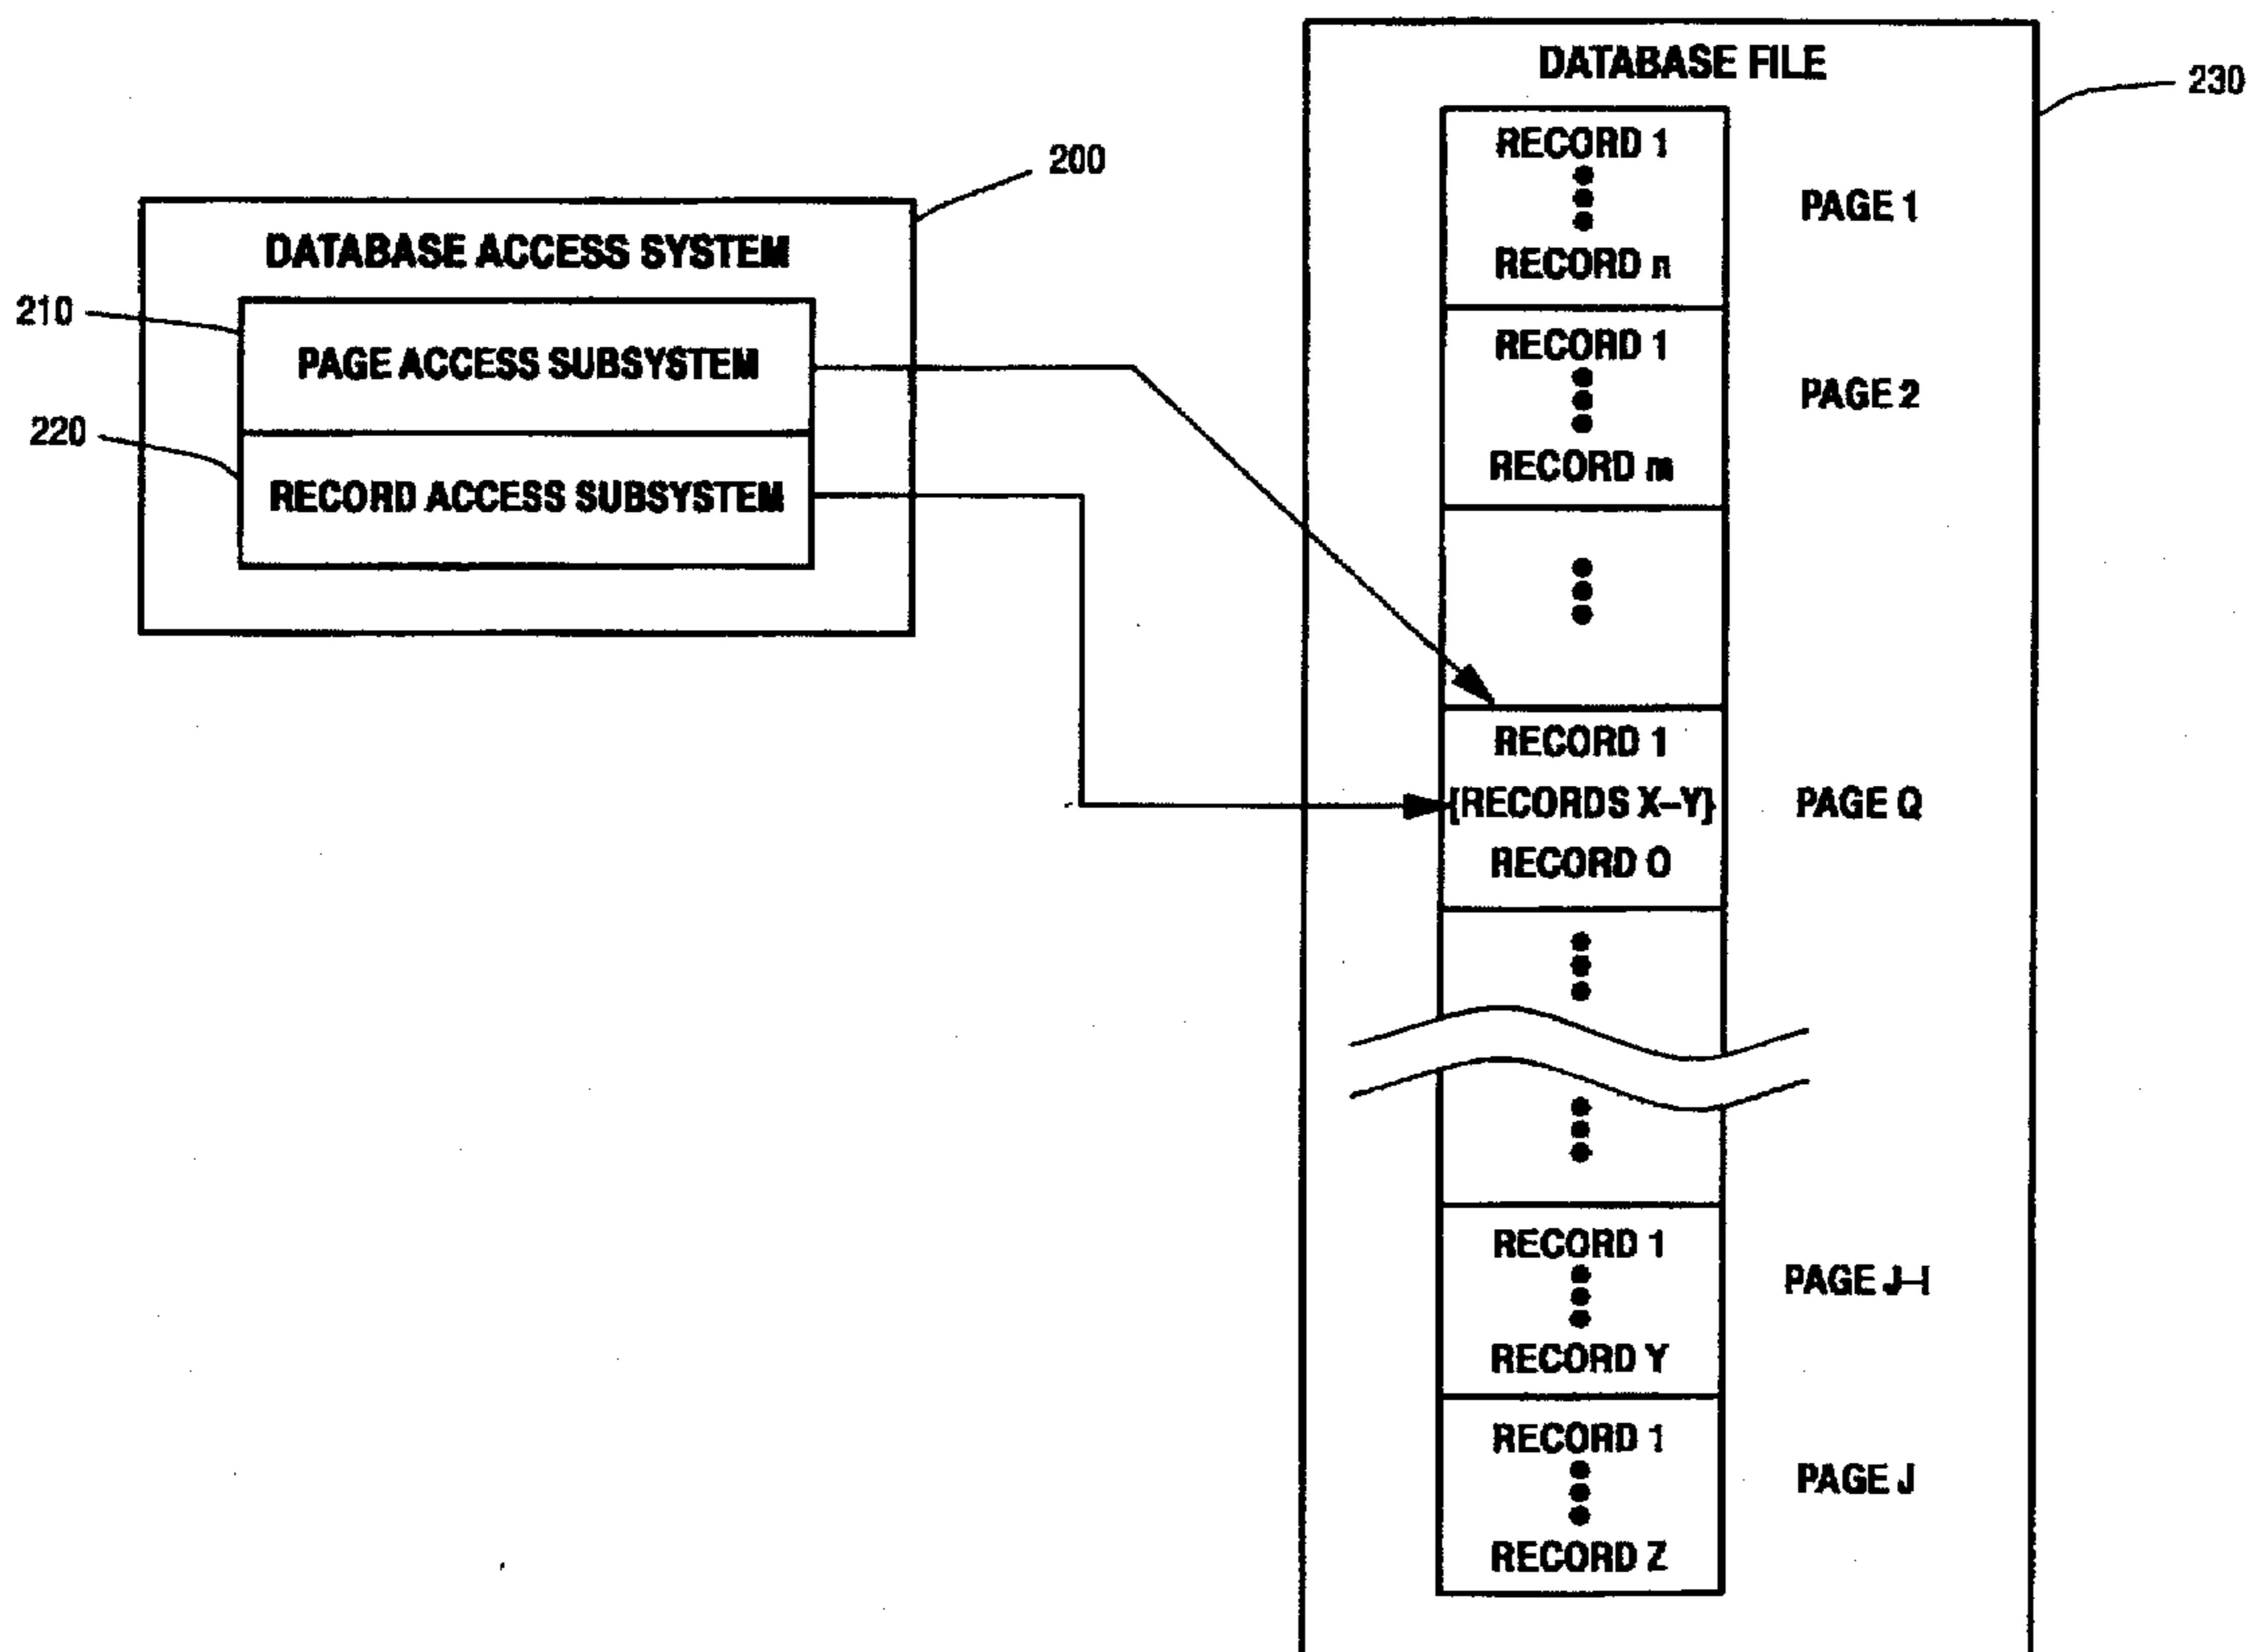 DATABASE FILE
230
RECORD 1
PAGE 1
RECORD n
200
DATABASE ACCESS SYSTEM
210
PAGE ACCESS SUBSYSTEM
220
RECORD ACCESS SUBSYSTEM
RECORD 1
PAGE 2
RECORD m
RECORD 1
{RECORDS X-Y}
PAGE Q
RECORD O
RECORD 1
PAGE J-1
RECORD Y
RECORD 1
PAGE J
RECORD Z